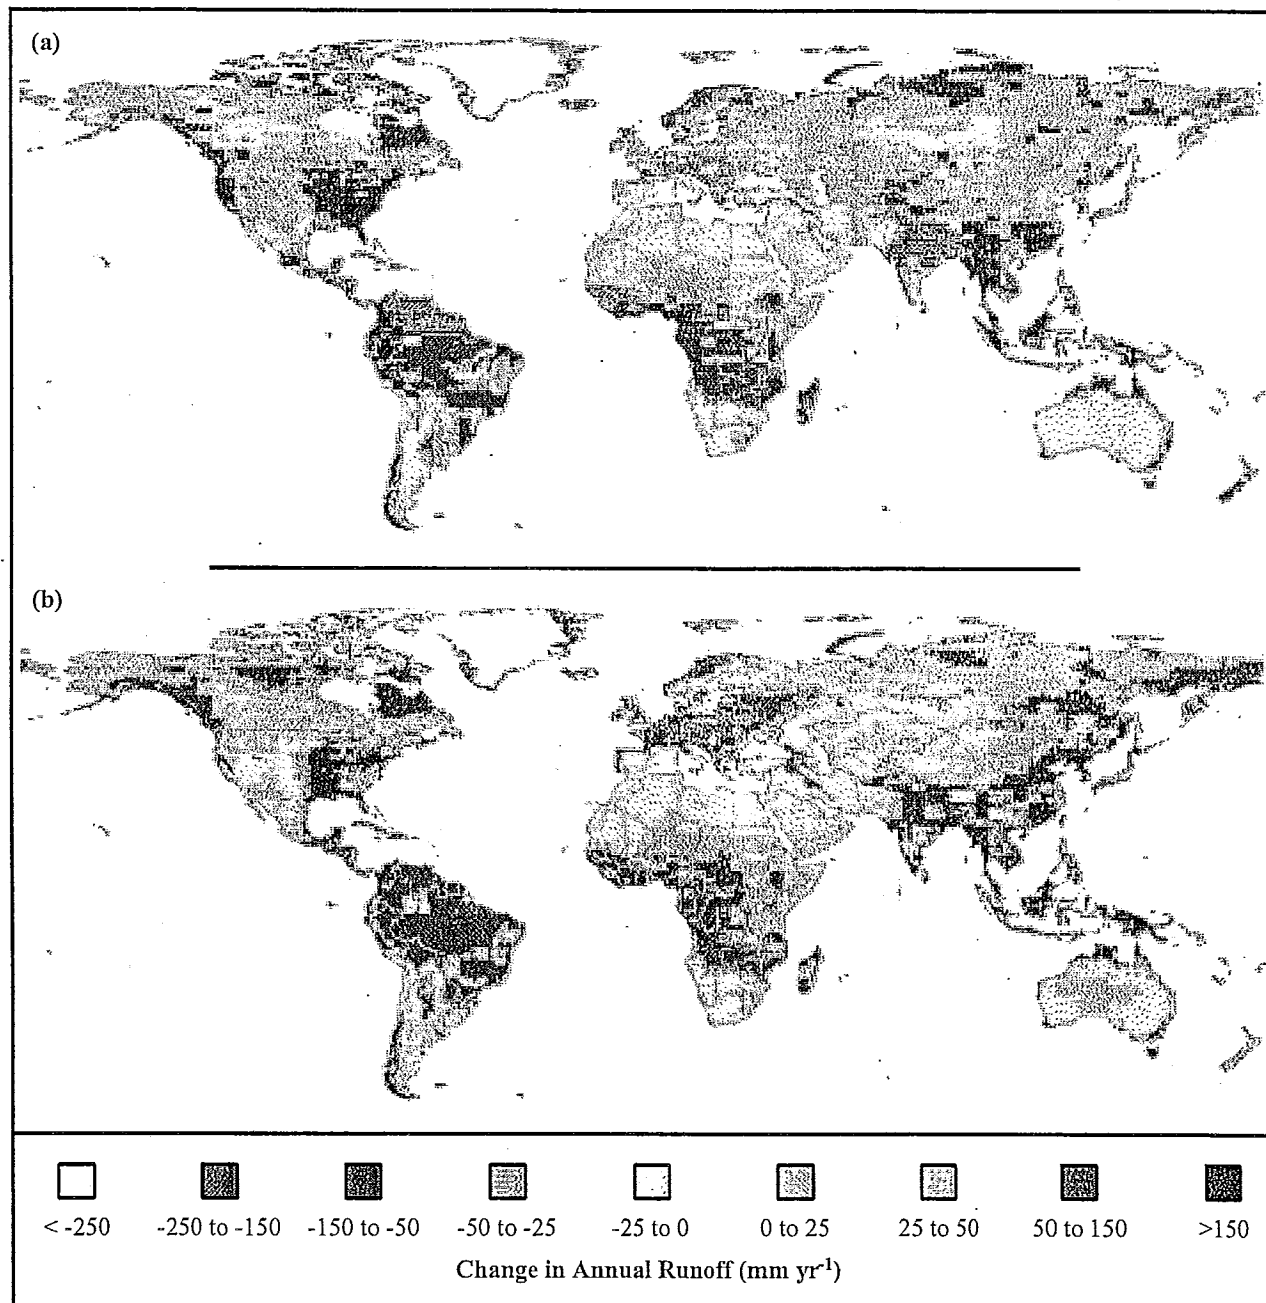 (a)
(b)
< -250 -250 to -150 -150 to -50 -50 to -25 -25 to 0 0 to 25 25 to 50 50 to 150 >150
Change in Annual Runoff (mm yr⁻¹)